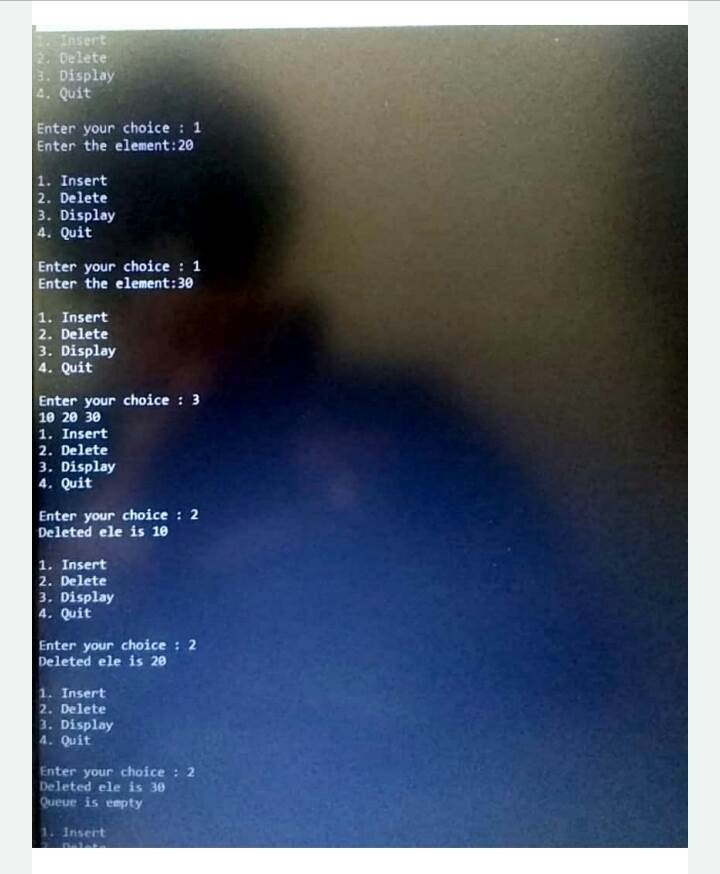 1. Insert
2. Delete
3. Display
4. Quit
Enter your choice : 1
Enter the element:20
1. Insert
2. Delete
3. Display
4. Quit
Enter your choice : 1
Enter the element:30
1. Insert
2. Delete
3. Display
4. Quit
Enter your choice : 3
10 20 30
1. Insert
2. Delete
3. Display
4. Quit
Enter your choice : 2
Deleted ele is 10
1. Insert
2. Delete
3. Display
4. Quit
Enter your choice : 2
Deleted ele is 20
1. Insert
2. Delete
3. Display
4. Quit
Enter your choice : 2
Deleted ele is 30
Queue is empty
1. Insert
2. Delete